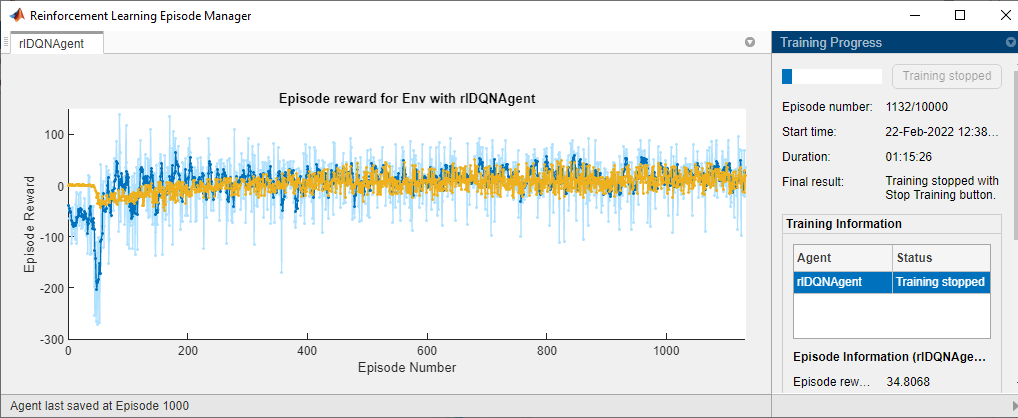 Reinforcement Learning Episode Manager
rlDQNAgent
Training Progress
Training stopped
Episode number: 1132/10000
Start time: 22-Feb-2022 12:38...
Duration: 01:15:26
Final result: Training stopped with
Stop Training button.
Training Information
Agent Status
rlDQNAgent Training stopped
Episode Information (rlDQNAge...
Episode rew... 34.8068
Episode reward for Env with rlDQNAgent
Episode Reward
100
0
-100
-200
-300
0 200 400 600 800 1000
Episode Number
Agent last saved at Episode 1000